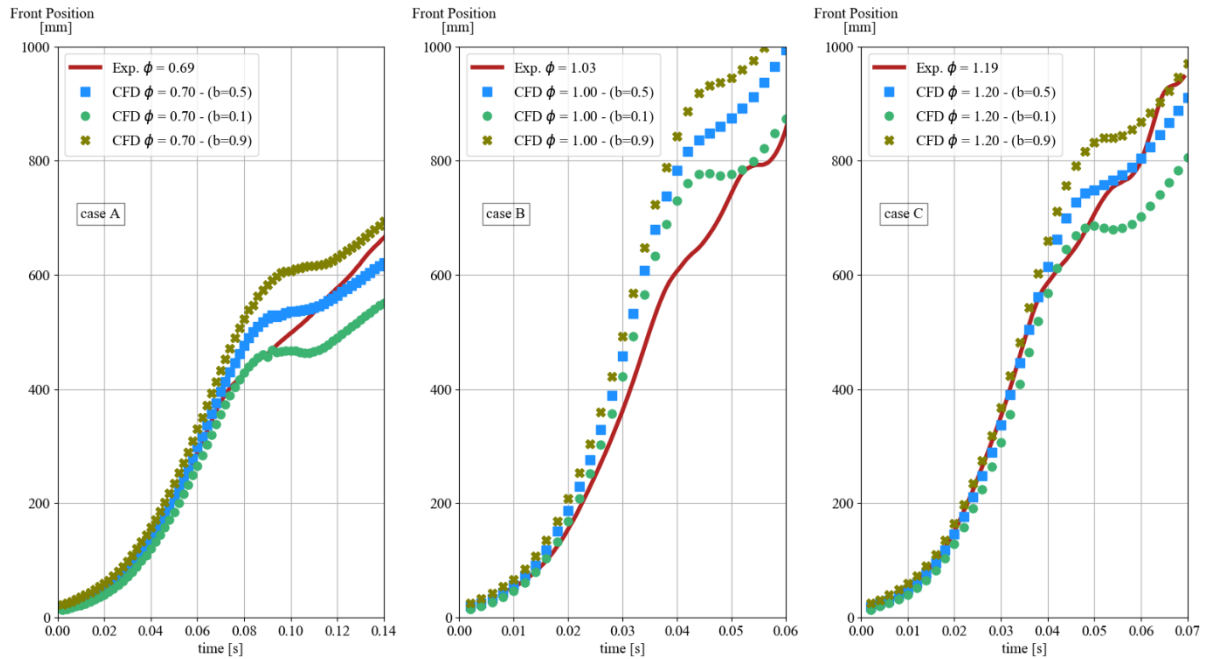 Front Position
[mm]
1000
800
600
400
200
0
Exp. ϕ = 0.69
CFD ϕ = 0.70 - (b=0.5)
CFD ϕ = 0.70 - (b=0.1)
CFD ϕ = 0.70 - (b=0.9)
case A
0.00 0.02 0.04 0.06 0.08 0.10 0.12 0.14
time [s]
Front Position
[mm]
1000
800
600
400
200
0
Exp. ϕ = 1.03
CFD ϕ = 1.00 - (b=0.5)
CFD ϕ = 1.00 - (b=0.1)
CFD ϕ = 1.00 - (b=0.9)
case B
0.00 0.01 0.02 0.03 0.04 0.05 0.06
time [s]
Front Position
[mm]
1000
800
600
400
200
0
Exp. ϕ = 1.19
CFD ϕ = 1.20 - (b=0.5)
CFD ϕ = 1.20 - (b=0.1)
CFD ϕ = 1.20 - (b=0.9)
case C
0.00 0.01 0.02 0.03 0.04 0.05 0.06 0.07
time [s]